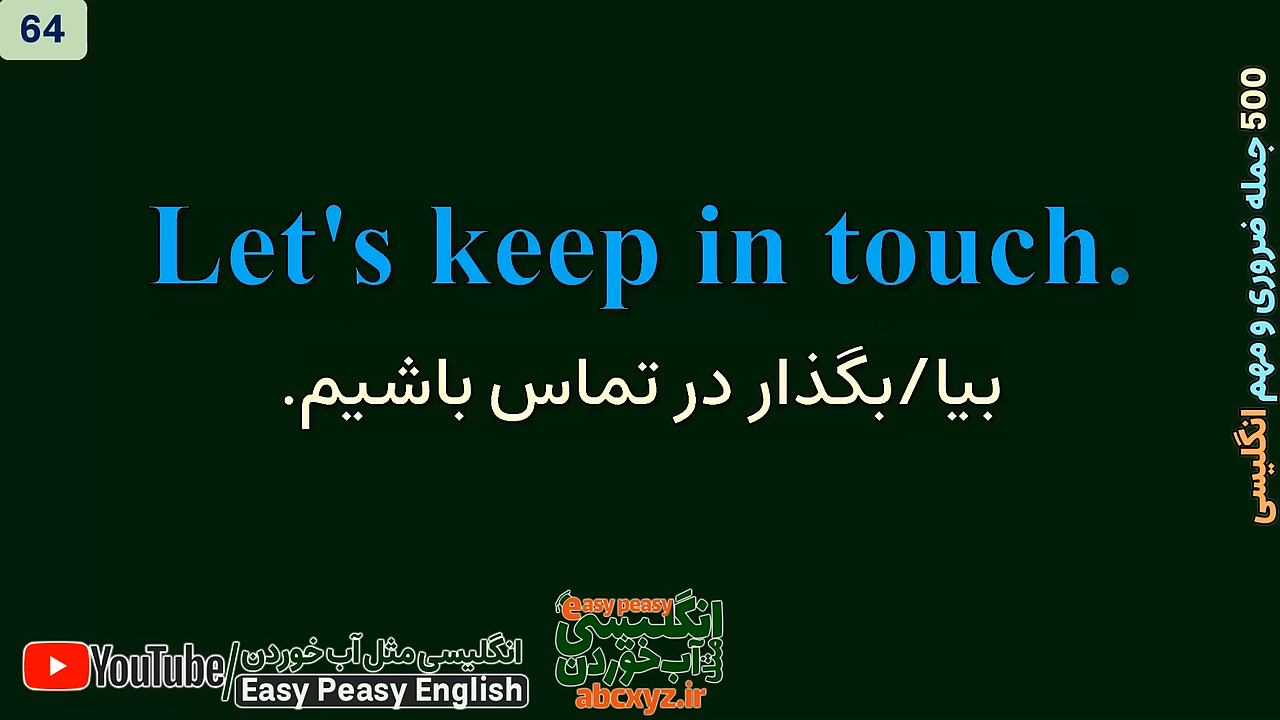 64
Let's keep in touch.
بیا/بگذار در تماس باشیم.
500 جمله ضروری و مهم انگلیسی
YouTube/انگلیسی مثل آب خوردن
Easy Peasy English
easy peasy
انگلیسی
مثل آب خوردن
abcxyz.ir